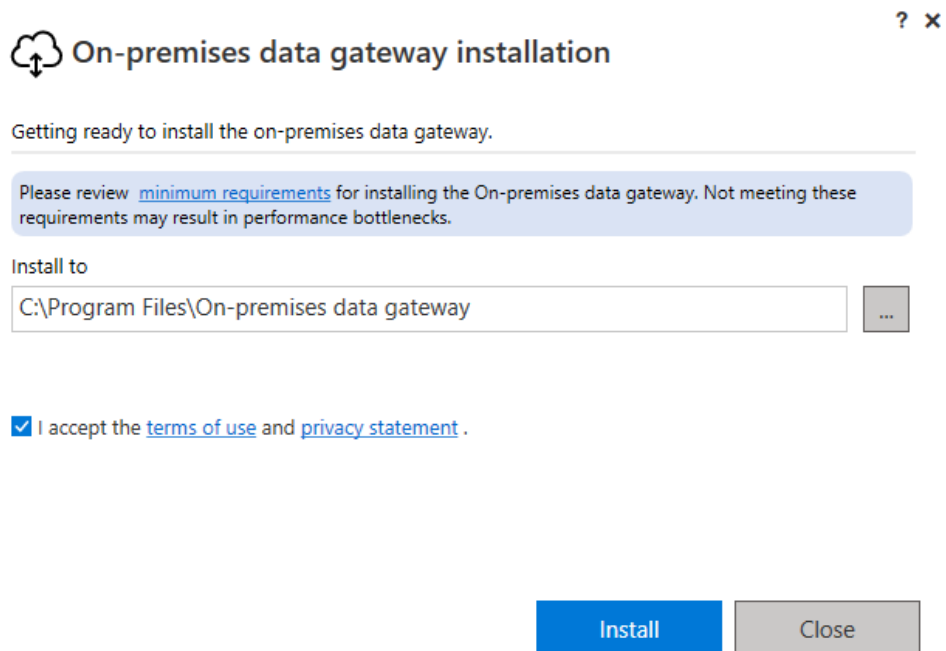 ? ×
On-premises data gateway installation
Getting ready to install the on-premises data gateway.
Please review minimum requirements for installing the On-premises data gateway. Not meeting these
requirements may result in performance bottlenecks.
Install to
C:\Program Files\On-premises data gateway
...
I accept the terms of use and privacy statement .
Install Close